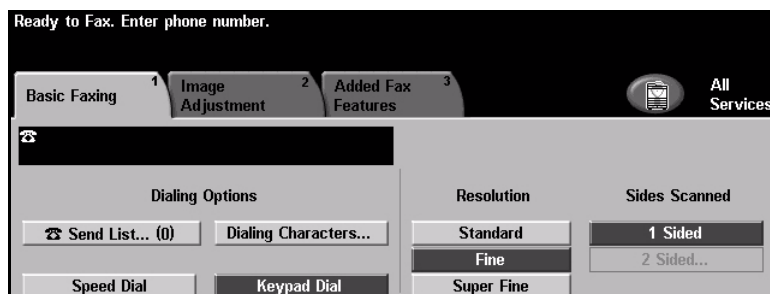 Ready to Fax. Enter phone number.
Basic Faxing 1
Image Adjustment 2
Added Fax Features 3
All Services
Dialing Options
Resolution
Sides Scanned
☎ Send List... (0)
Dialing Characters...
Standard
1 Sided
Fine
2 Sided...
Speed Dial
Keypad Dial
Super Fine